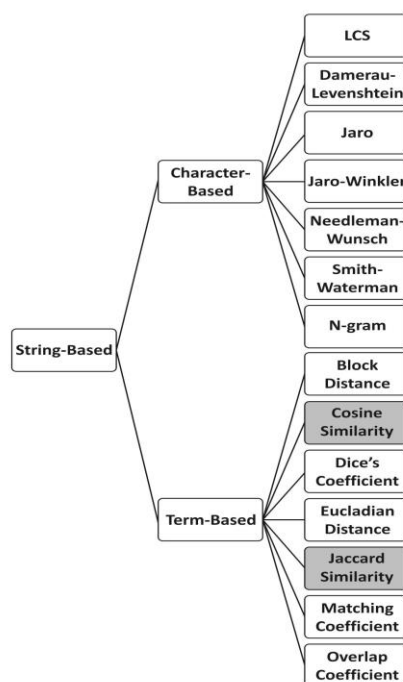 LCS
Damerau-
Levenshtein
Jaro
Character-
Based
Jaro-Winkler
Needleman-
Wunsch
Smith-
Waterman
N-gram
String-Based
Block
Distance
Cosine
Similarity
Dice's
Coefficient
Term-Based
Eucladian
Distance
Jaccard
Similarity
Matching
Coefficient
Overlap
Coefficient